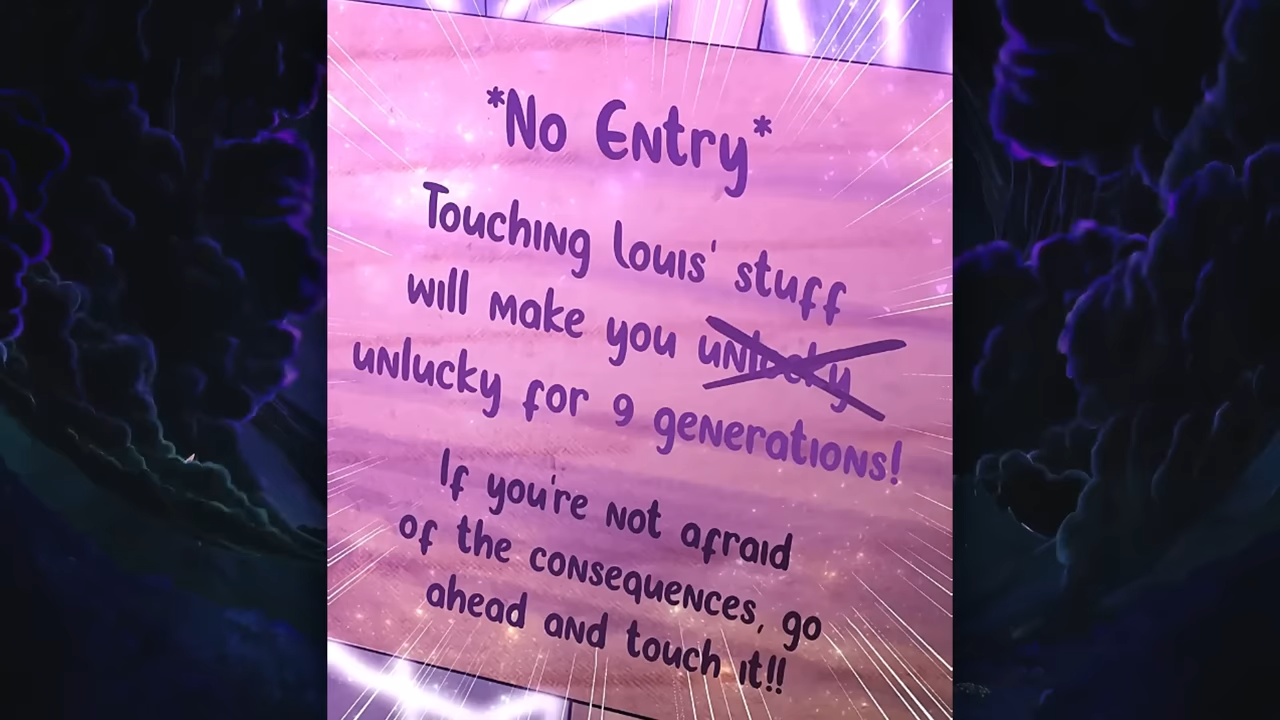 *No Entry*
Touching Louis' stuff
will make you unlucky
unlucky for 9 generations!
If you're not afraid
of the consequences, go
ahead and touch it!!